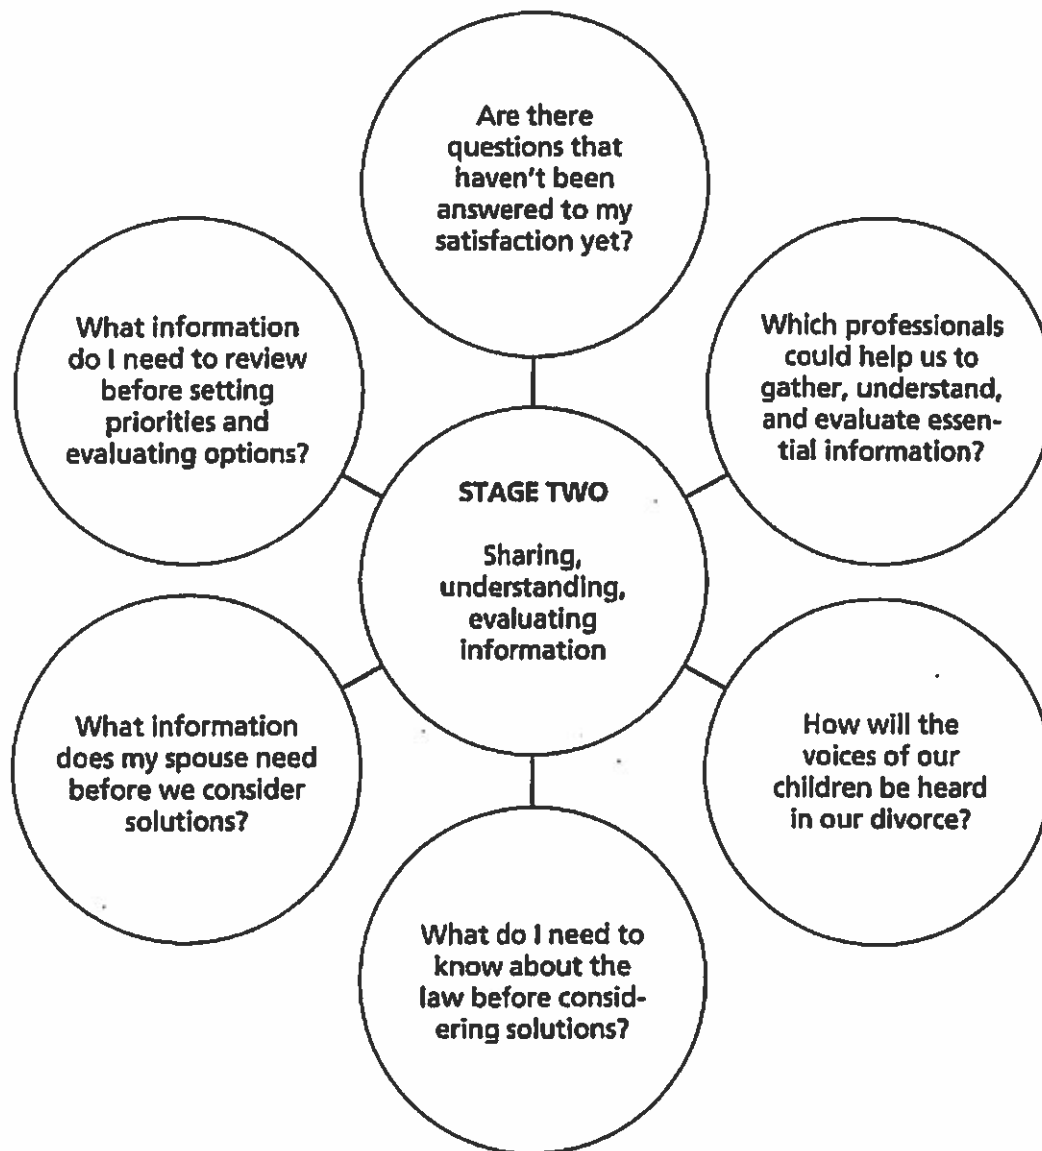 Are there
questions that
haven't been
answered to my
satisfaction yet?
What information
do I need to review
before setting
priorities and
evaluating options?
Which professionals
could help us to
gather, understand,
and evaluate essen-
tial information?
STAGE TWO
Sharing,
understanding,
evaluating
information
What information
does my spouse need
before we consider
solutions?
How will the
voices of our
children be heard
in our divorce?
What do I need to
know about the
law before consid-
ering solutions?